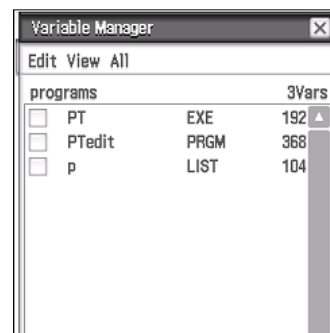 Variable Manager
Edit View All
programs 3Vars
PT EXE 192
PTedit PRGM 368
p LIST 104